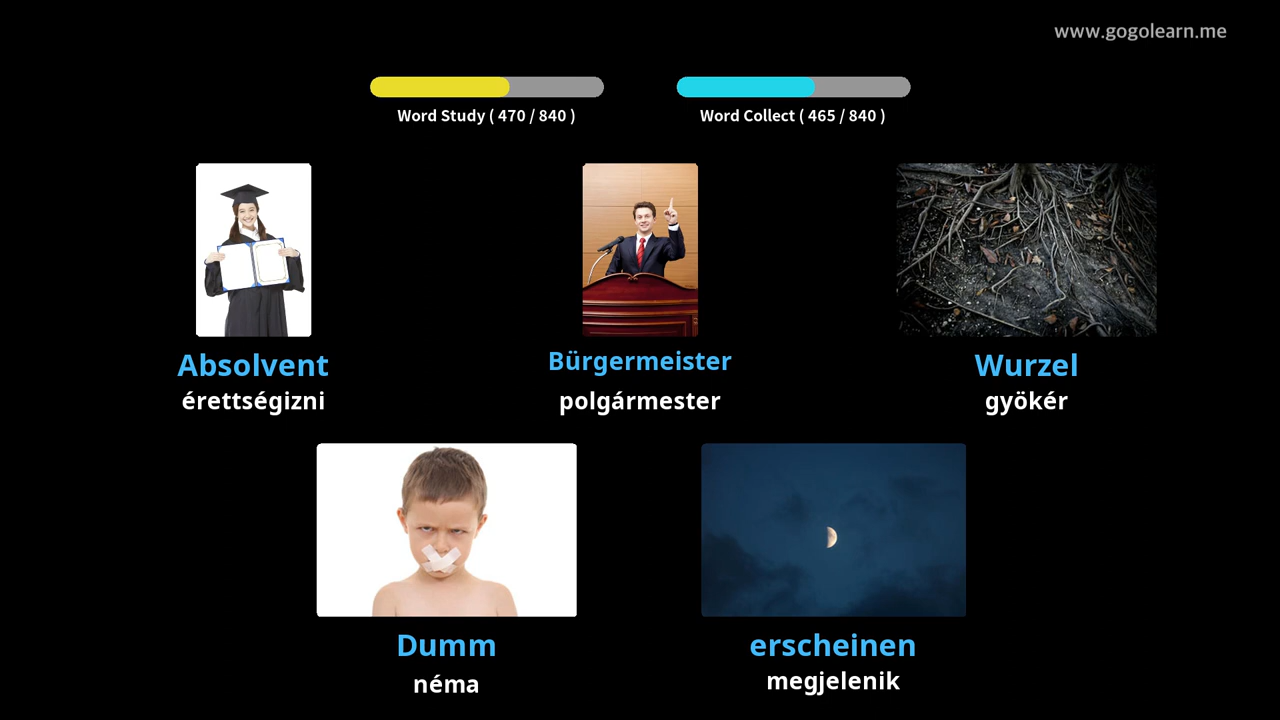 www.gogolearn.me
Word Study ( 470 / 840 )
Word Collect ( 465 / 840 )
Absolvent
érettségizni
Bürgermeister
polgármester
Wurzel
gyökér
Dumm
néma
erscheinen
megjelenik